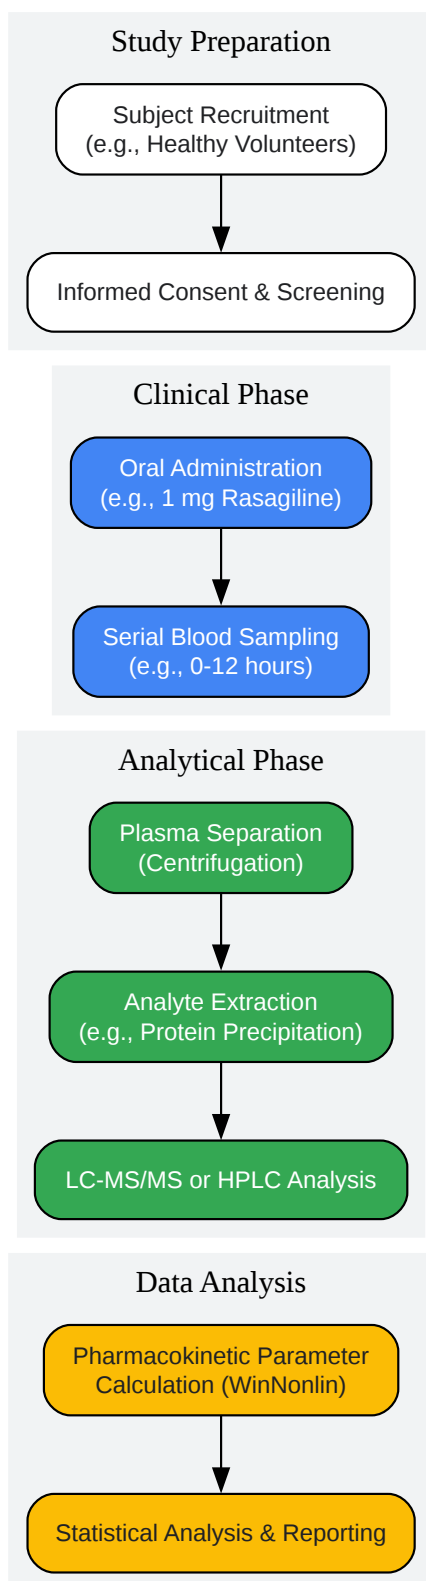 Study Preparation
Subject Recruitment
(e.g., Healthy Volunteers)
Informed Consent & Screening
Clinical Phase
Oral Administration
(e.g., 1 mg Rasagiline)
Serial Blood Sampling
(e.g., 0-12 hours)
Analytical Phase
Plasma Separation
(Centrifugation)
Analyte Extraction
(e.g., Protein Precipitation)
LC-MS/MS or HPLC Analysis
Data Analysis
Pharmacokinetic Parameter
Calculation (WinNonlin)
Statistical Analysis & Reporting